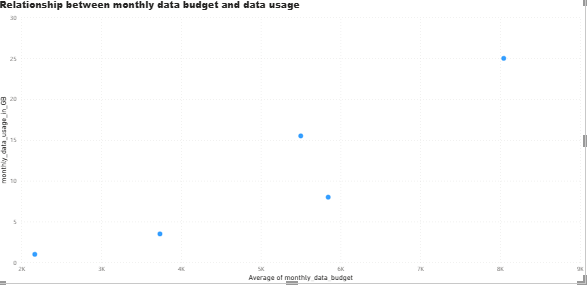 Relationship between monthly data budget and data usage
30
25
20
15
10
5
0
monthly_data_usage_in_GB
2K 3K 4K 5K 6K 7K 8K 9K
Average of monthly_data_budget